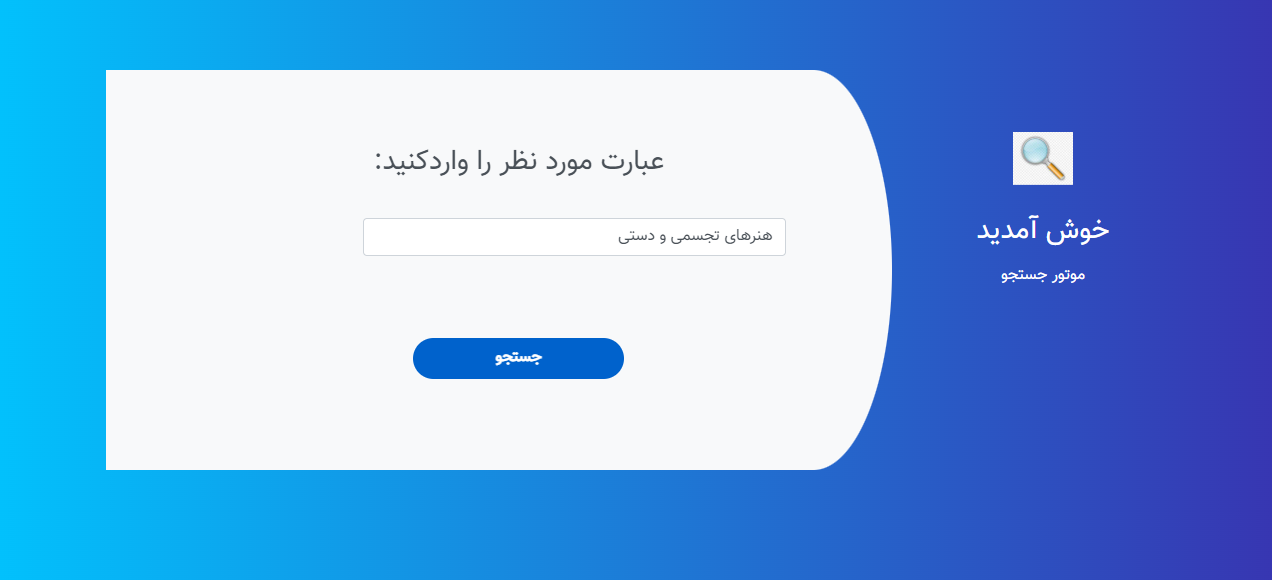 خوش آمدید
موتور جستجو
عبارت مورد نظر را واردکنید:
هنرهای تجسمی و دستی
جستجو